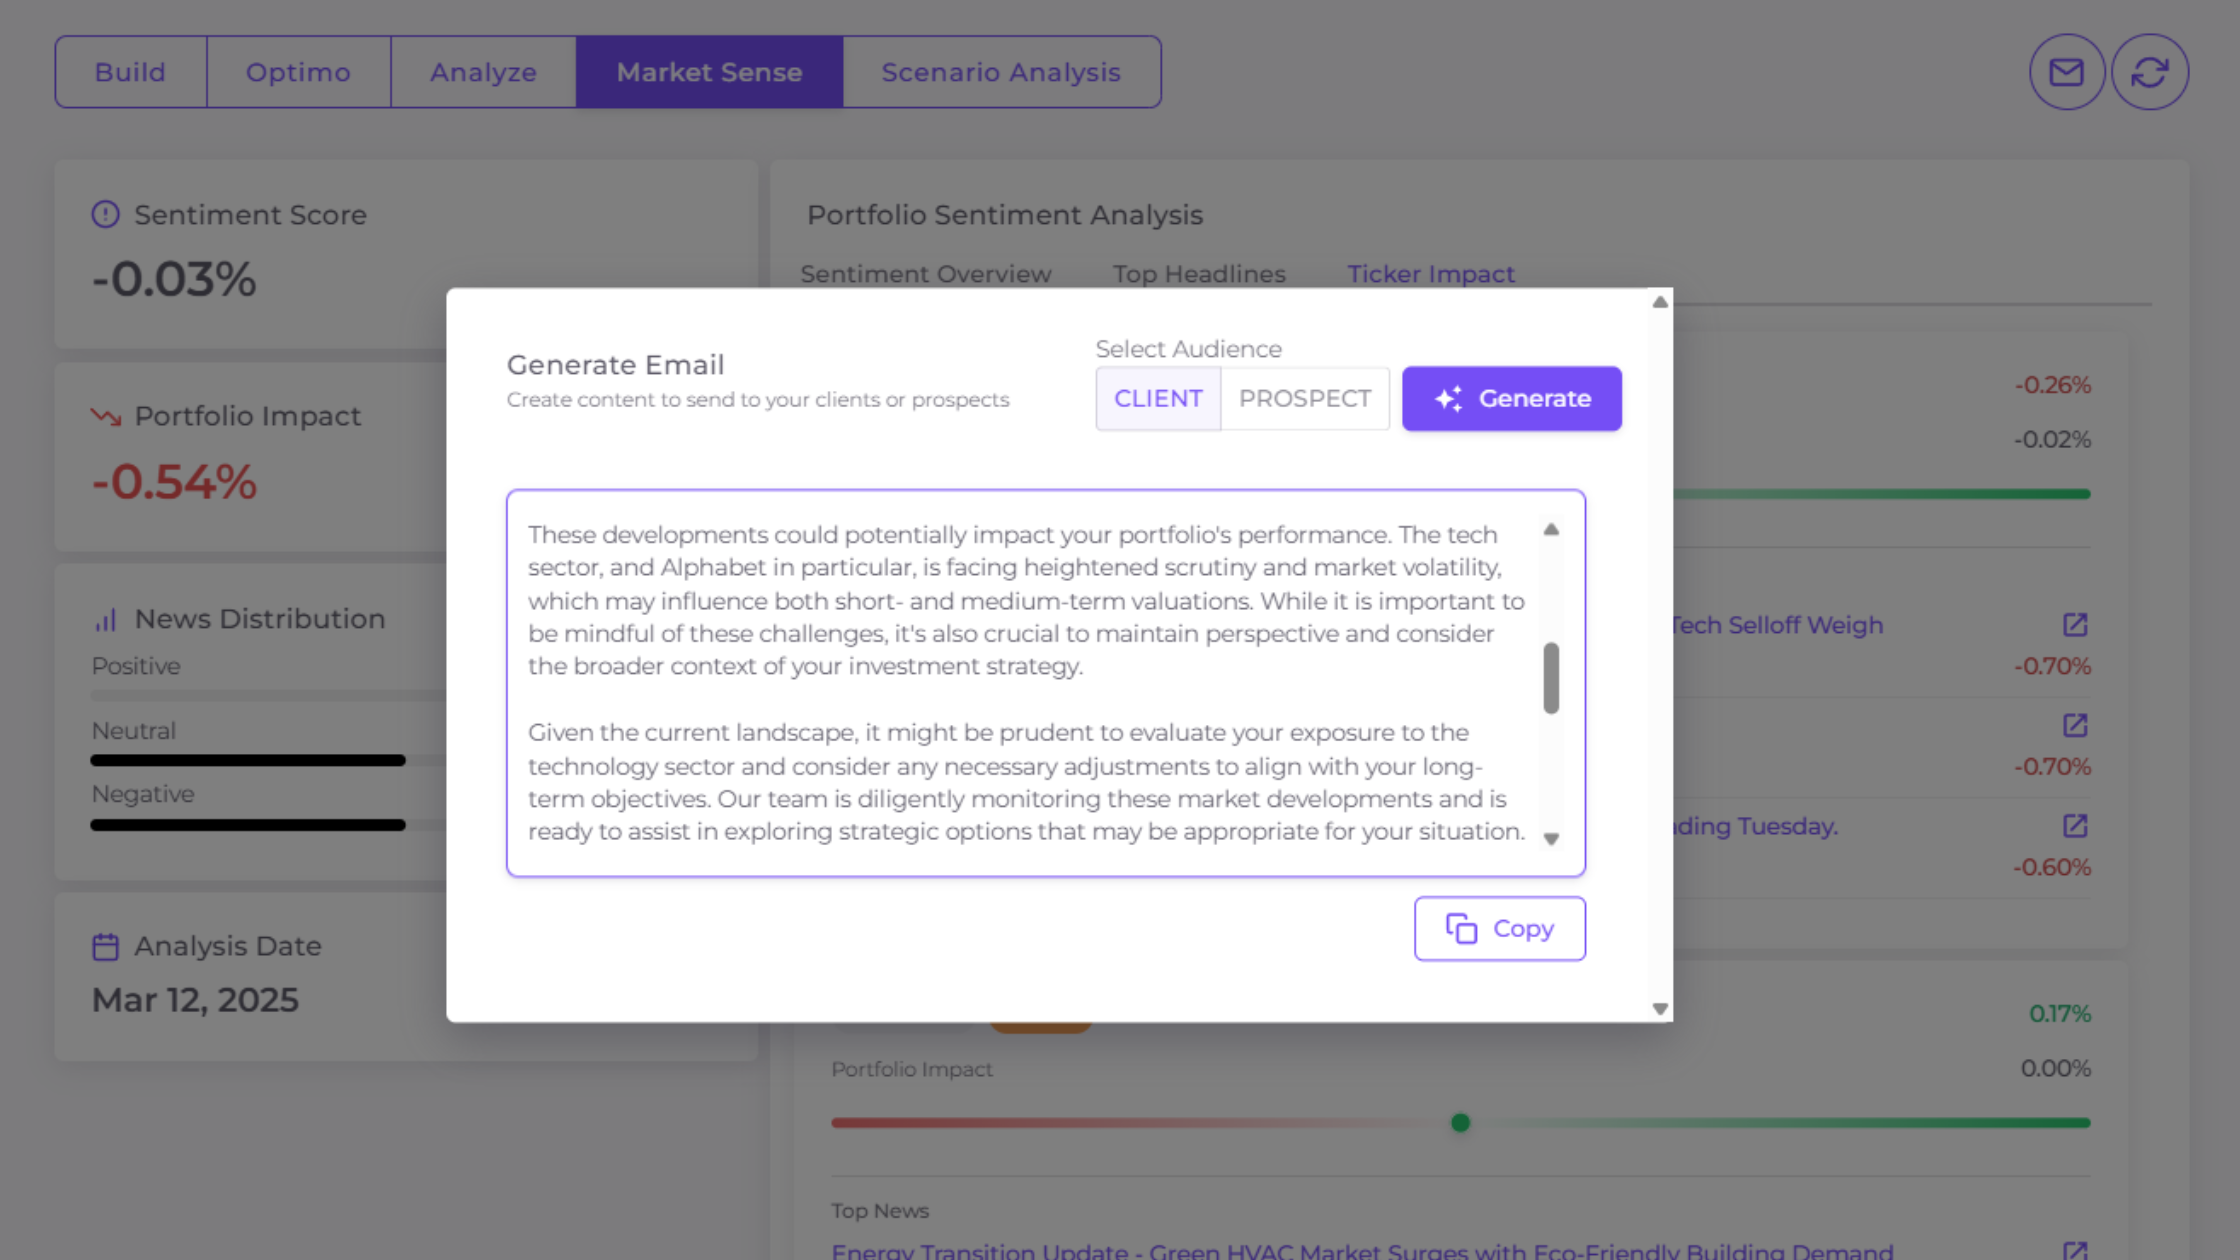 Build Optimo Analyze Market Sense Scenario Analysis
Sentiment Score
-0.03%
Portfolio Impact
-0.54%
News Distribution
Positive
Neutral
Negative
Analysis Date
Mar 12, 2025
Portfolio Sentiment Analysis
Sentiment Overview Top Headlines Ticker Impact
Generate Email
Create content to send to your clients or prospects
Select Audience
CLIENT PROSPECT Generate
These developments could potentially impact your portfolio's performance. The tech
sector, and Alphabet in particular, is facing heightened scrutiny and market volatility,
which may influence both short- and medium-term valuations. While it is important to
be mindful of these challenges, it's also crucial to maintain perspective and consider
the broader context of your investment strategy.
Given the current landscape, it might be prudent to evaluate your exposure to the
technology sector and consider any necessary adjustments to align with your long-
term objectives. Our team is diligently monitoring these market developments and is
ready to assist in exploring strategic options that may be appropriate for your situation.
Copy
-0.26%
-0.02%
Tech Selloff Weigh
-0.70%
-0.70%
Tuesday.
-0.60%
0.17%
Portfolio Impact 0.00%
Top News
Energy Transition Update - Green HVAC Market Surges with Eco-Friendly Building Demand